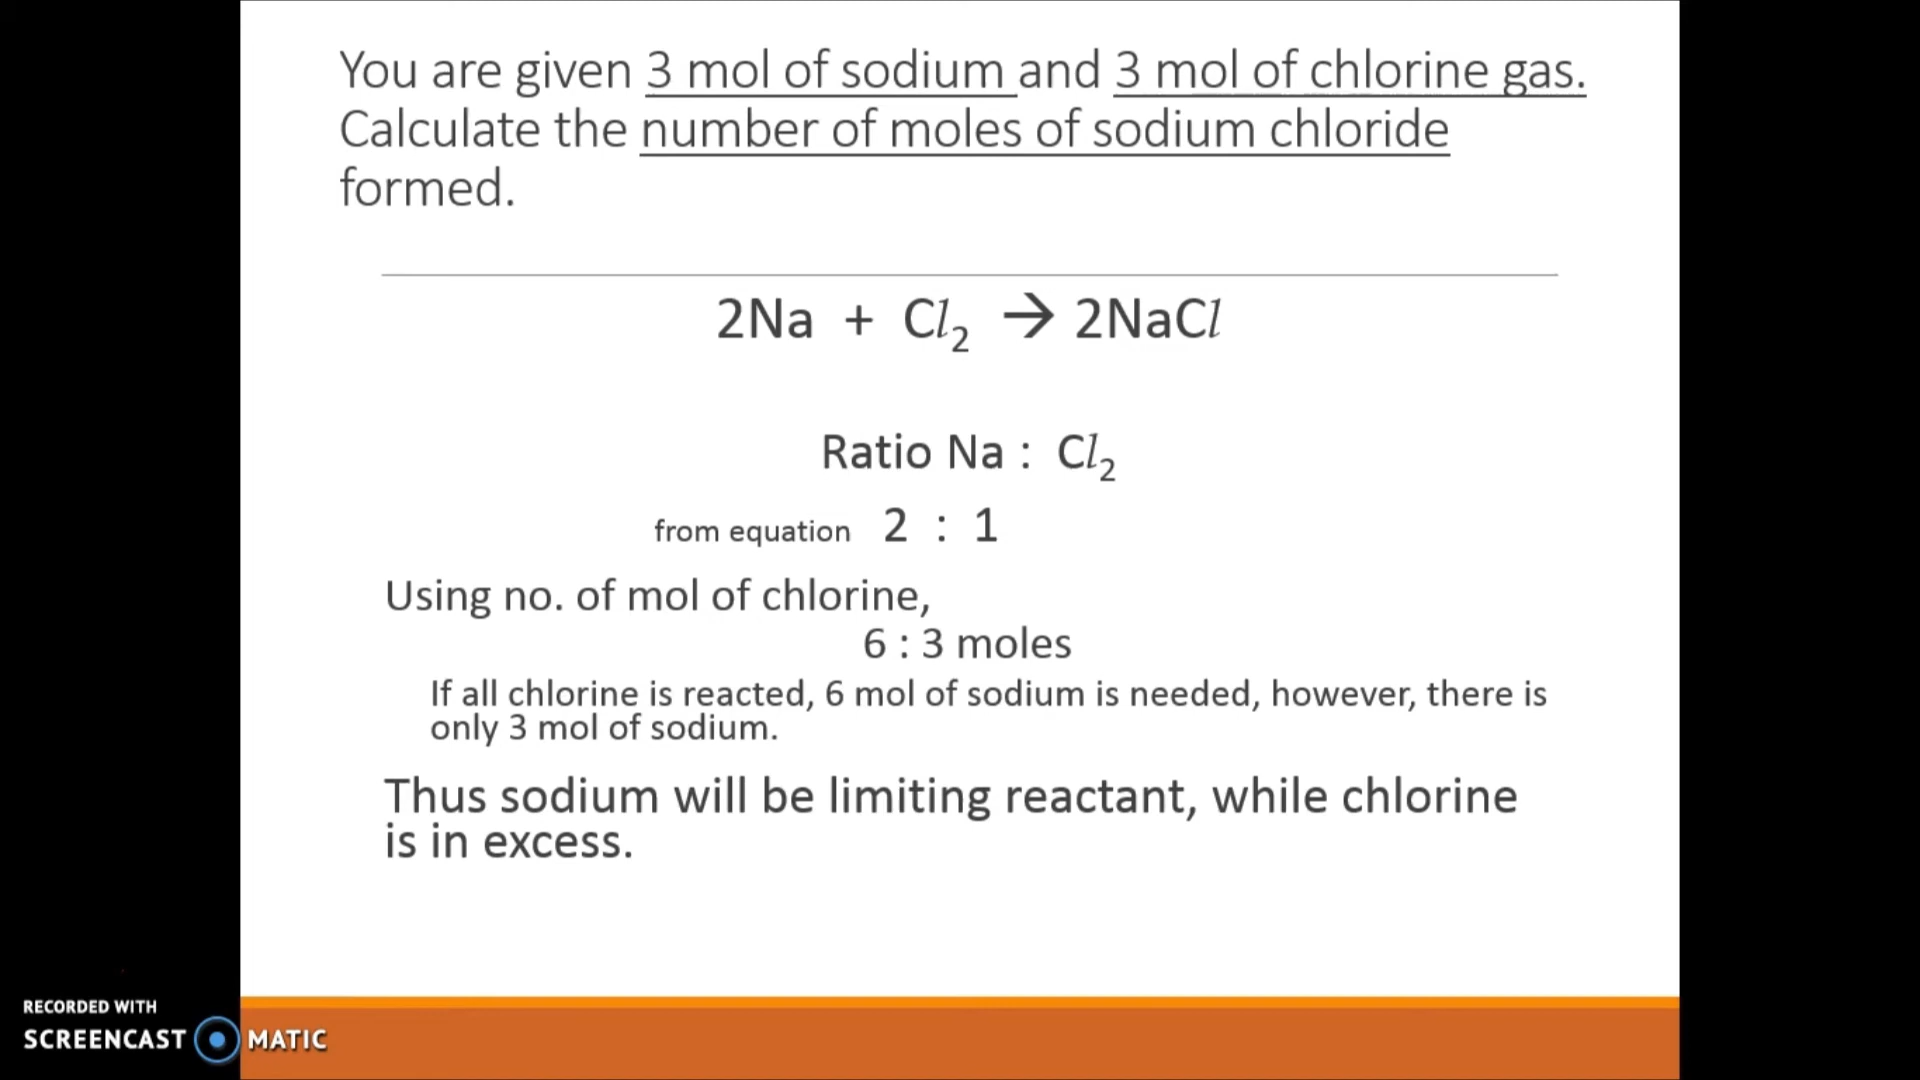 You are given 3 mol of sodium and 3 mol of chlorine gas.
Calculate the number of moles of sodium chloride
formed.
2Na + Cl₂ → 2NaCl
Ratio Na : Cl₂
from equation 2 : 1
Using no. of mol of chlorine,
6 : 3 moles
If all chlorine is reacted, 6 mol of sodium is needed, however, there is
only 3 mol of sodium.
Thus sodium will be limiting reactant, while chlorine
is in excess.
RECORDED WITH
SCREENCAST MATIC